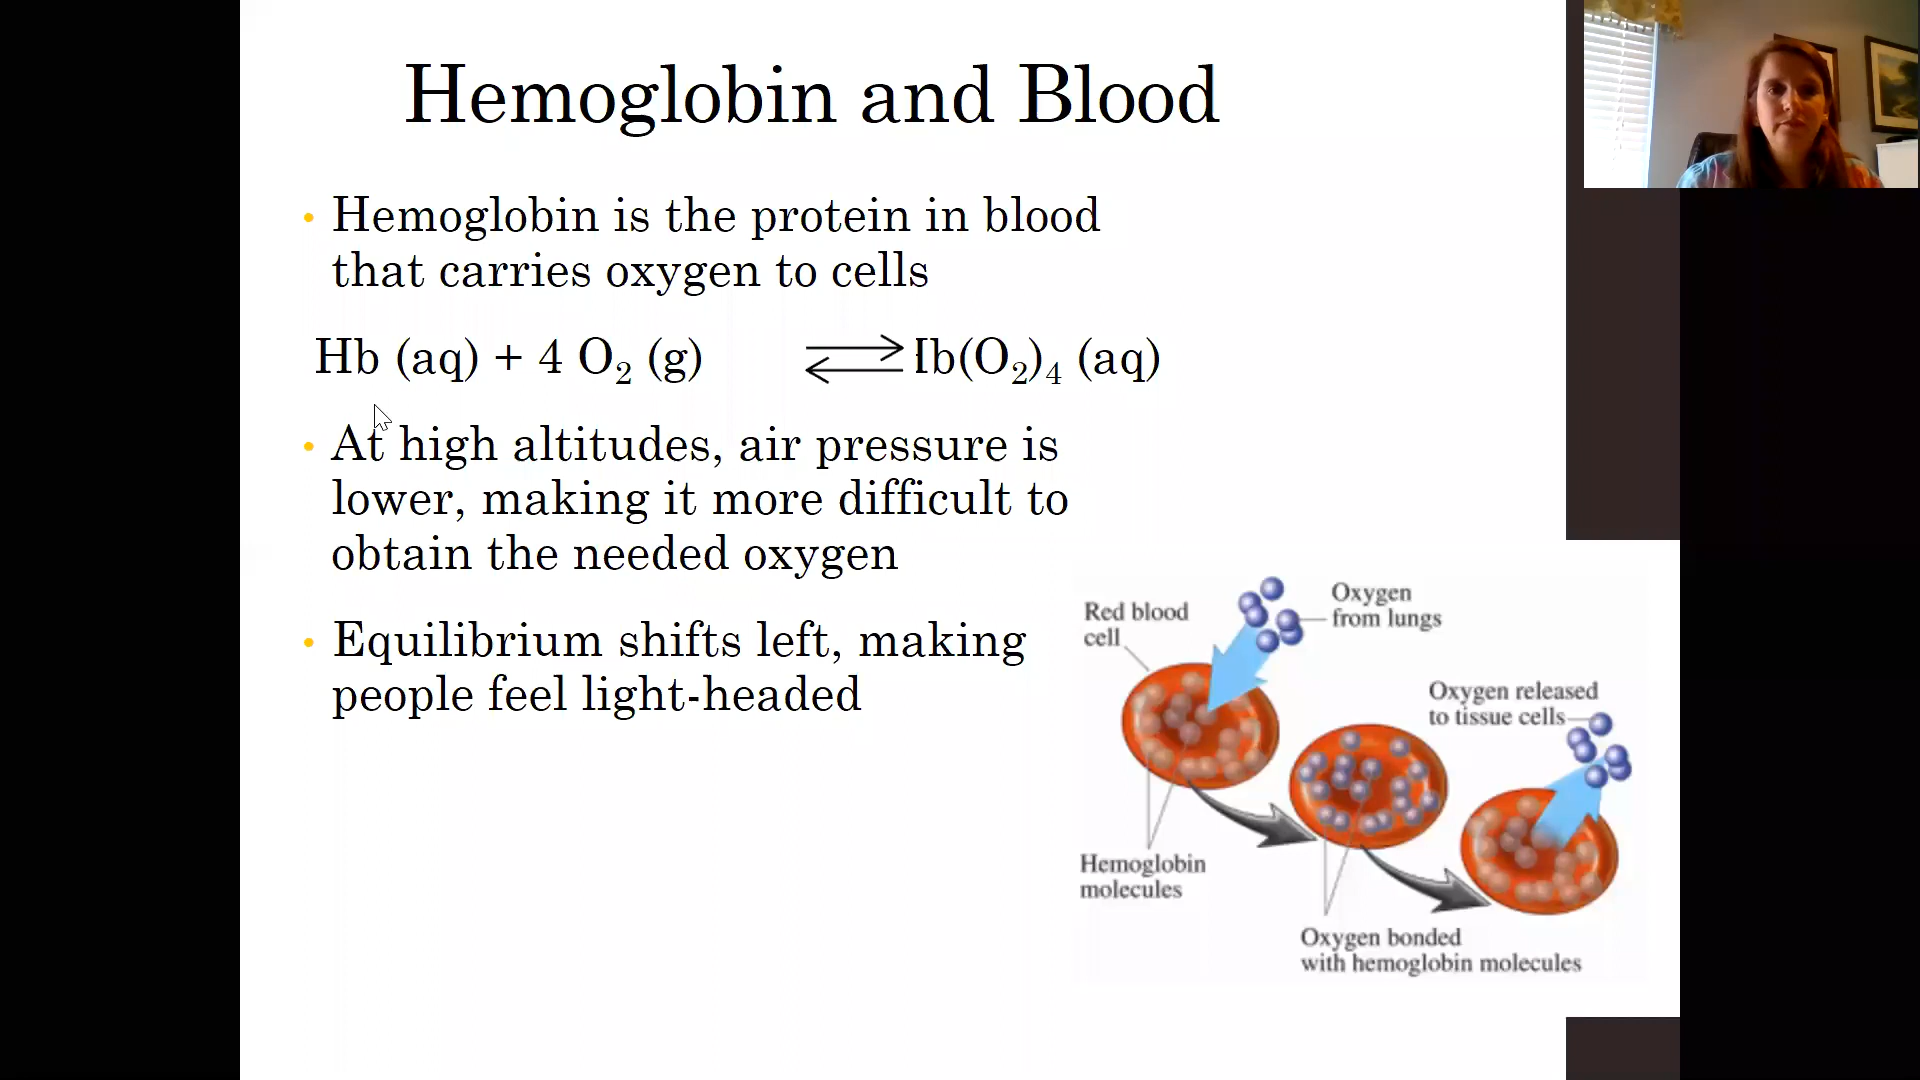 Hemoglobin and Blood
• Hemoglobin is the protein in blood
that carries oxygen to cells
Hb (aq) + 4 O₂ (g) ⇌ Hb(O₂)₄ (aq)
• At high altitudes, air pressure is
lower, making it more difficult to
obtain the needed oxygen
• Equilibrium shifts left, making
people feel light-headed
Red blood
cell
Oxygen
from lungs
Oxygen released
to tissue cells
Hemoglobin
molecules
Oxygen bonded
with hemoglobin molecules